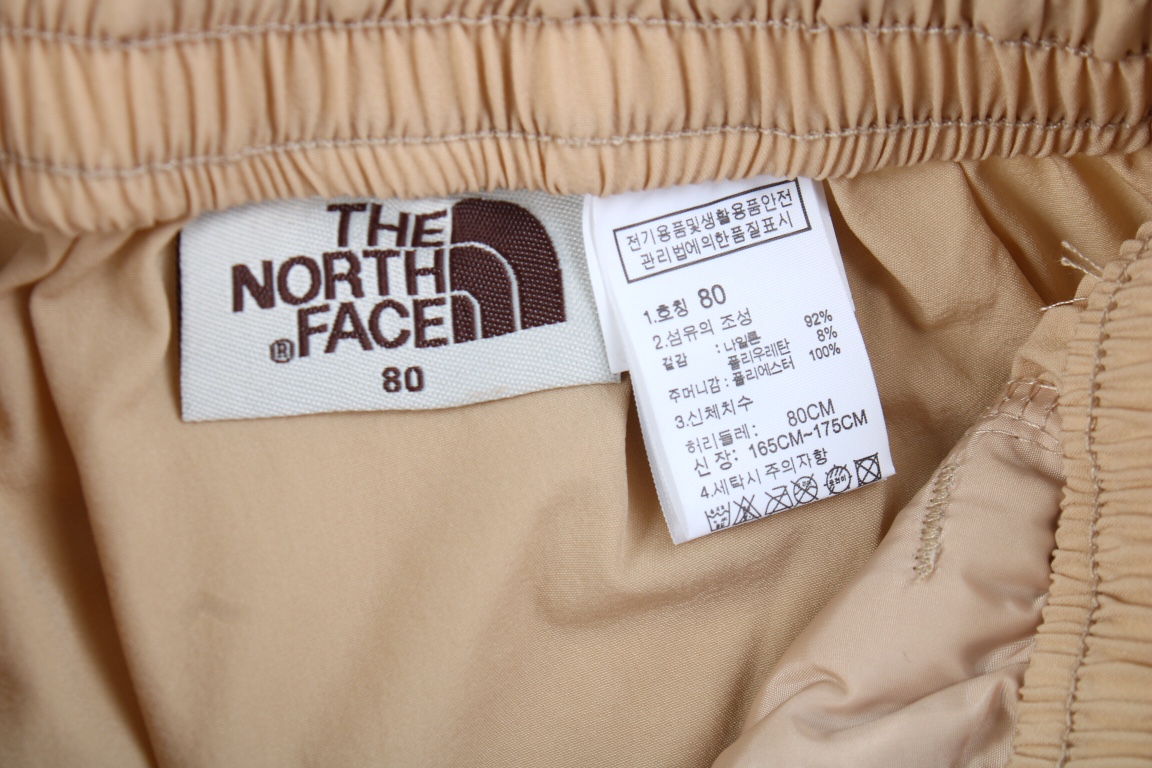 THE
NORTH
FACE
®
80
전기용품및생활용품안전
관리법에의한품질표시
1.호칭 80
2.섬유의 조성
겉감 : 나일론 92%
폴리우레탄 8%
주머니감 : 폴리에스터 100%
3.신체치수
허리둘레 : 80CM
신 장 : 165CM~175CM
4.세탁시 주의자항